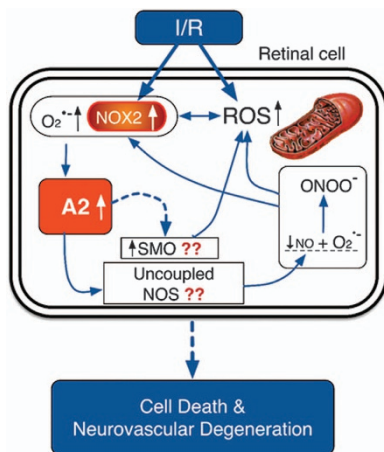 I/R
Retinal cell
O₂•- ↑ NOX2 ↑
ROS ↑
A2 ↑
ONOO⁻
↓NO + O₂•-
↑SMO ??
Uncoupled
NOS ??
Cell Death &
Neurovascular Degeneration